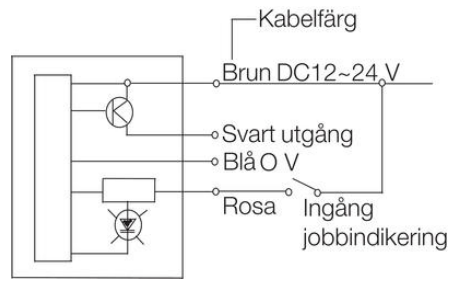 Kabelfärg
Brun DC12~24 V
Svart utgång
Blå O V
Rosa
Ingång
jobbindikering